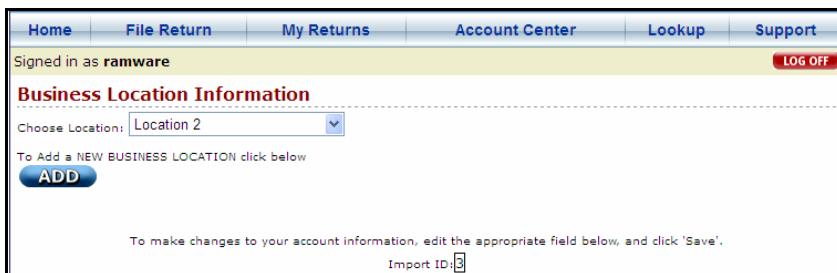 Home File Return My Returns Account Center Lookup Support
Signed in as ramware LOG OFF
Business Location Information
Choose Location: Location 2
To Add a NEW BUSINESS LOCATION click below
ADD
To make changes to your account information, edit the appropriate field below, and click 'Save'.
Import ID: 3